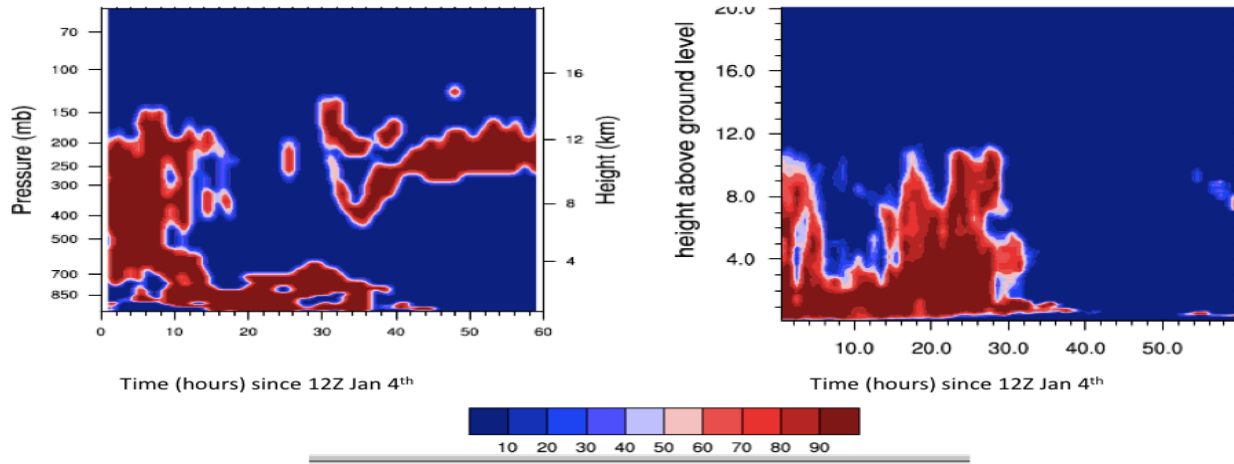 70
100
150
200
250
300
400
500
700
850
Pressure (mb)
16
12
8
4
Height (km)
0 10 20 30 40 50 60
Time (hours) since 12Z Jan 4th
20.0
16.0
12.0
8.0
4.0
height above ground level
10.0 20.0 30.0 40.0 50.0
Time (hours) since 12Z Jan 4th
10 20 30 40 50 60 70 80 90